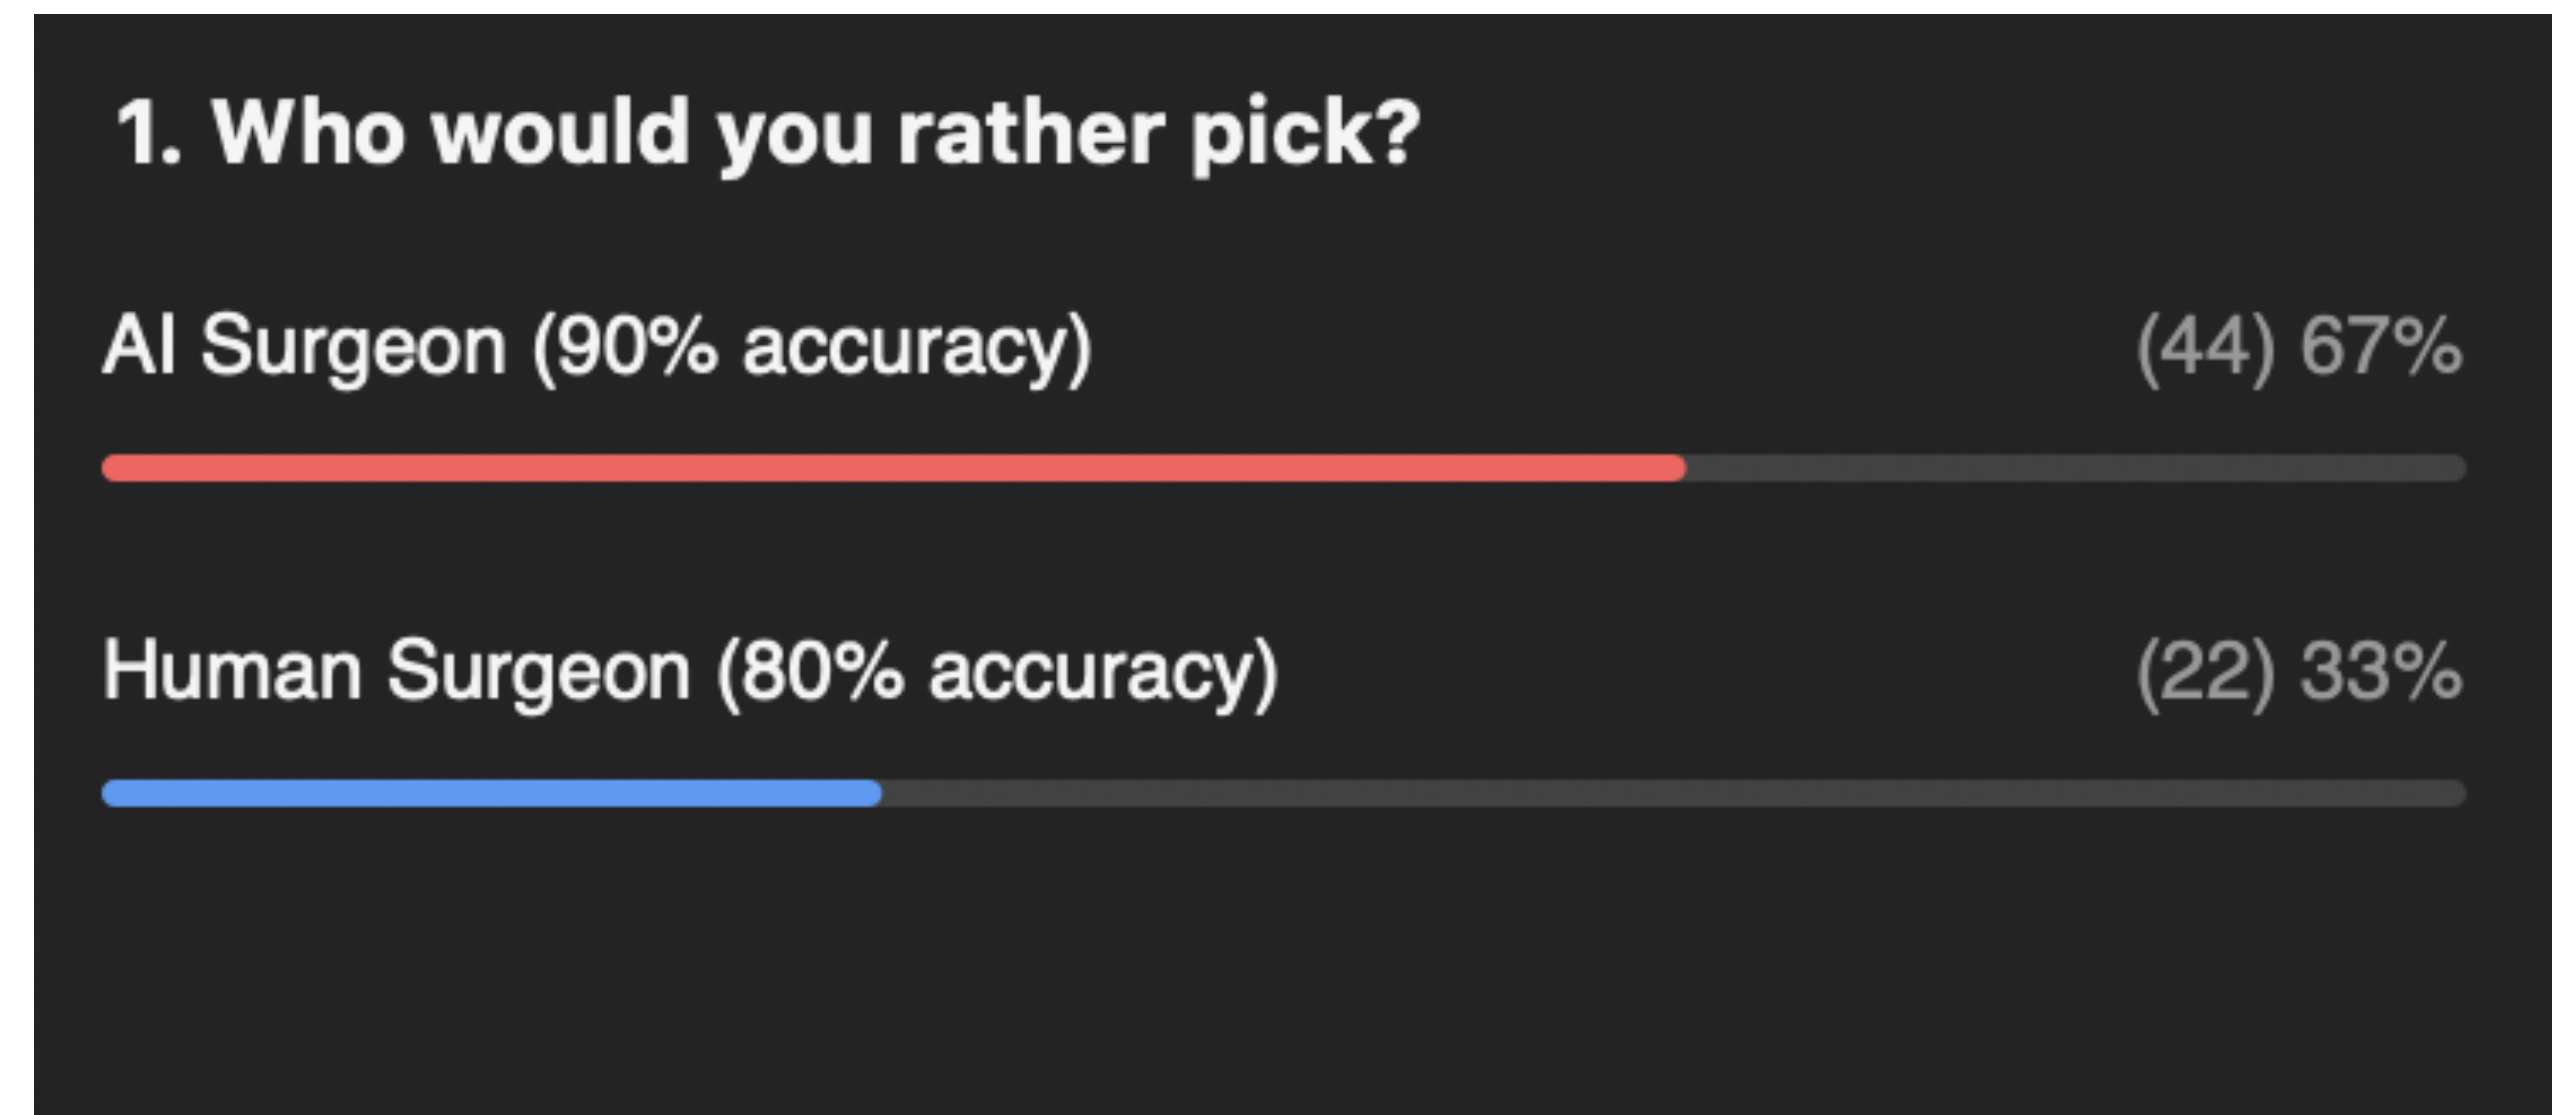 1. Who would you rather pick?
AI Surgeon (90% accuracy) (44) 67%
Human Surgeon (80% accuracy) (22) 33%